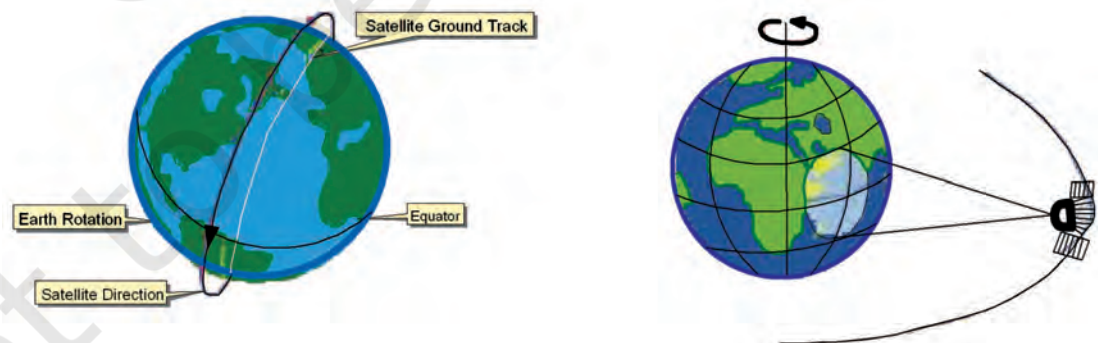 Satellite Ground Track
Earth Rotation
Equator
Satellite Direction